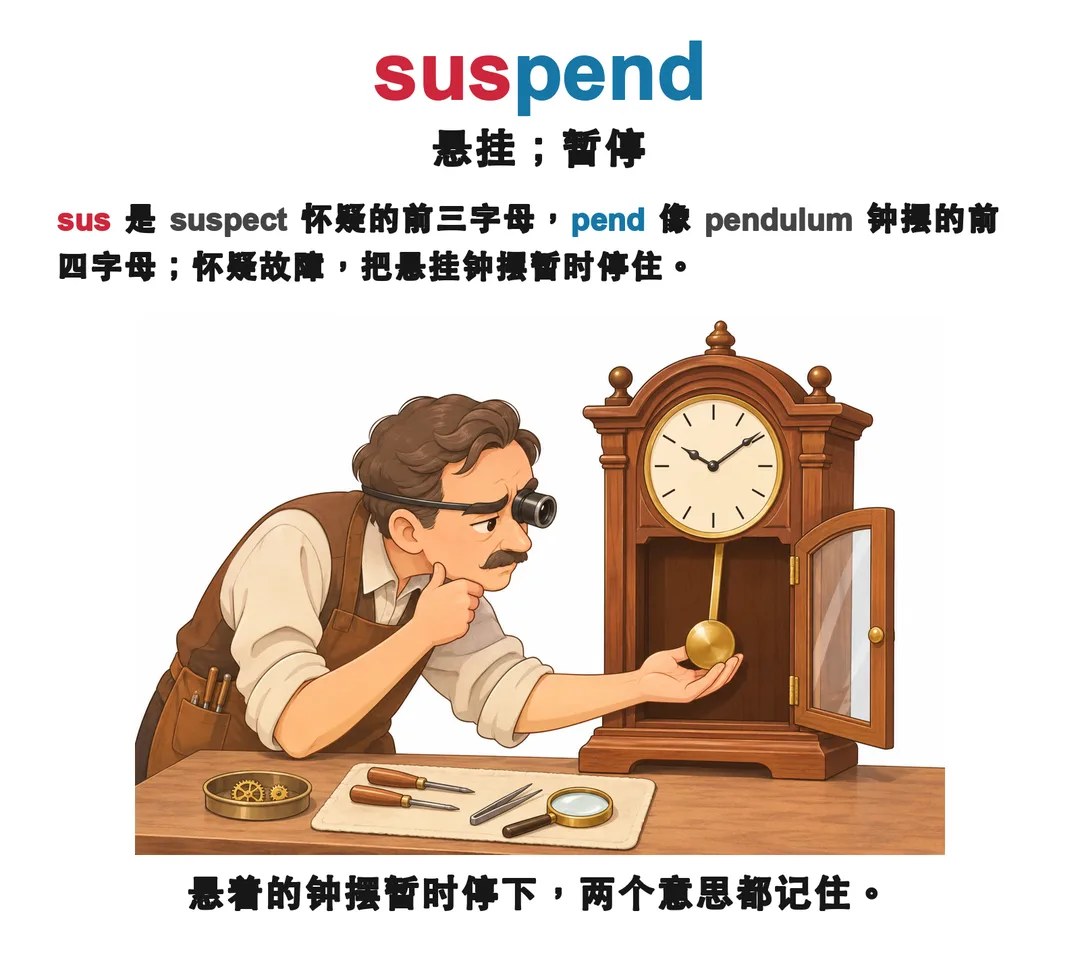 suspend
悬挂；暂停
sus 是 suspect 怀疑的前三字母，pend 像 pendulum 钟摆的前
四字母；怀疑故障，把悬挂钟摆暂时停住。
悬着的钟摆暂时停下，两个意思都记住。